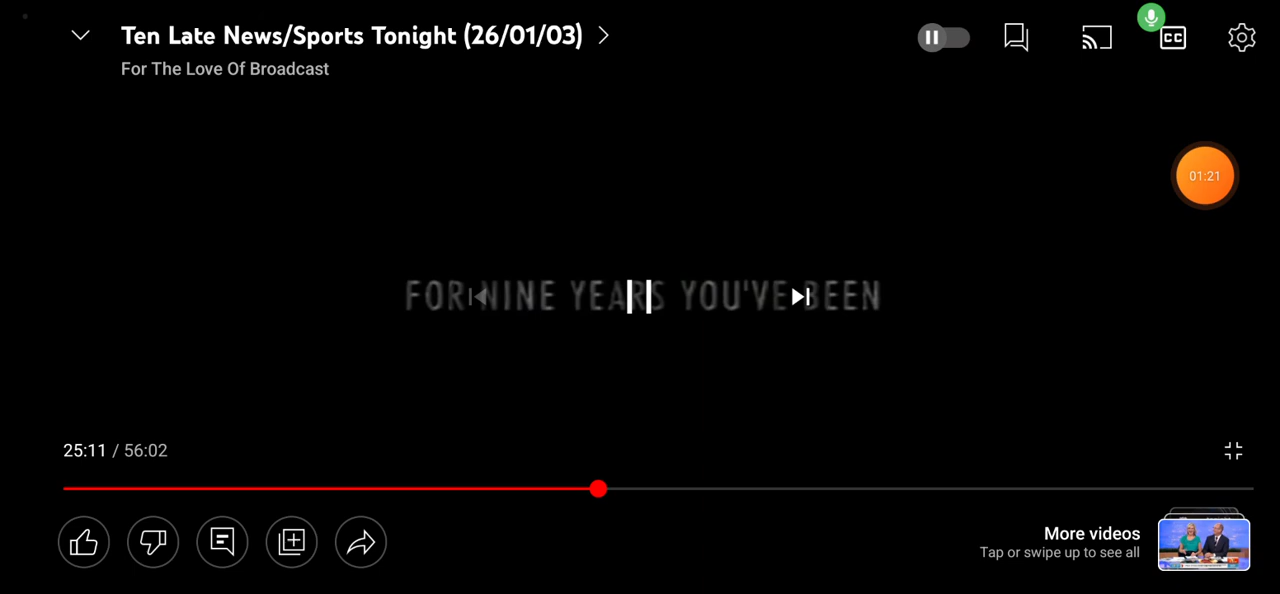 Ten Late News/Sports Tonight (26/01/03)
For The Love Of Broadcast
CC
01:21
FOR NINE YEARS YOU'VE BEEN
25:11 / 56:02
More videos
Tap or swipe up to see all